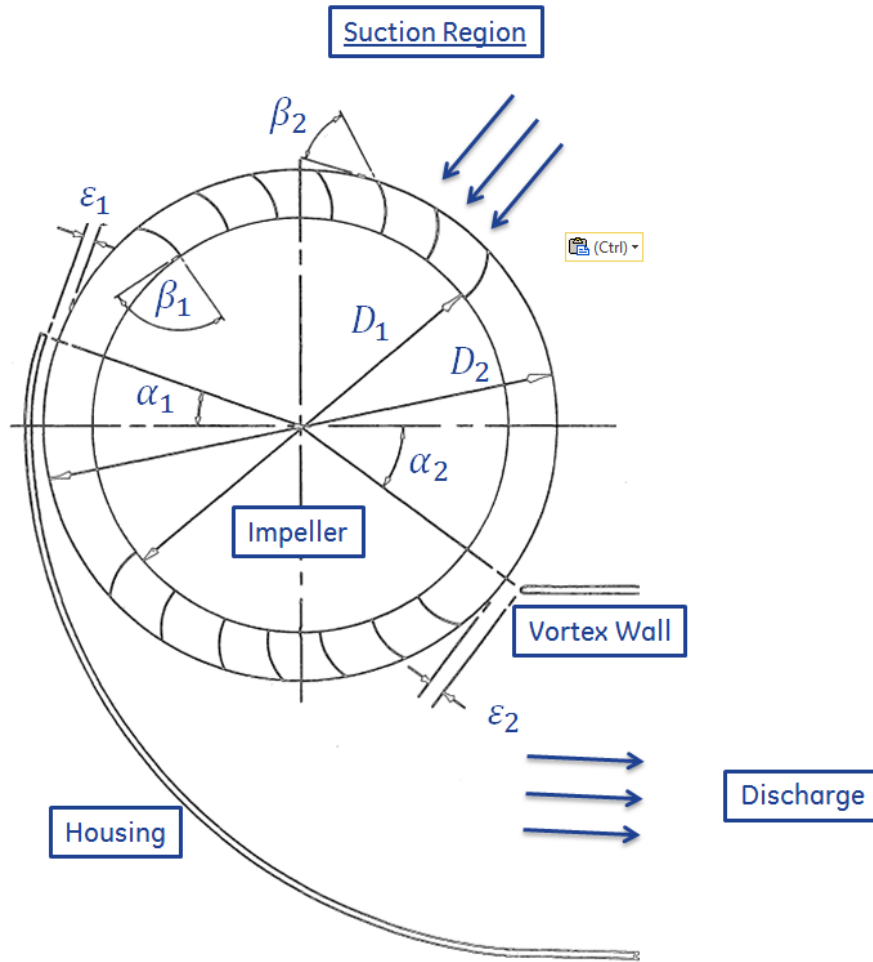 Suction Region
β₂
ε₁
(Ctrl)
β₁
D₁
D₂
α₁
α₂
Impeller
Vortex Wall
ε₂
Discharge
Housing